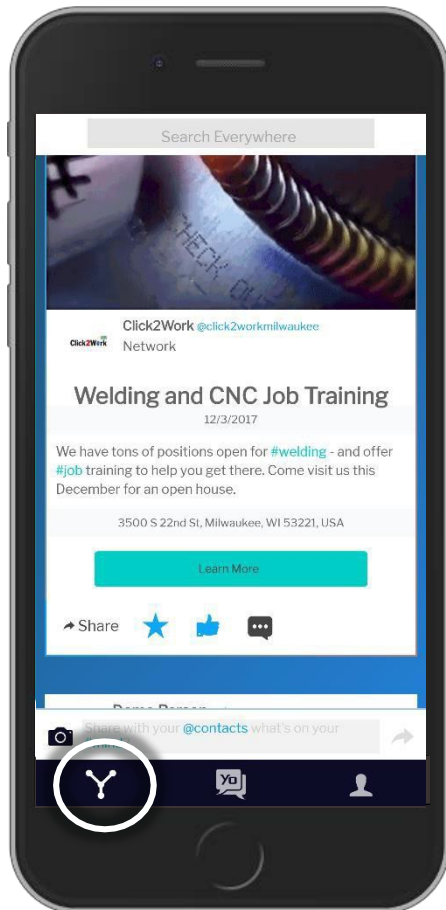 Search Everywhere
CHECK OU
Click2Work @click2workmilwaukee
Click2Work
Network
Welding and CNC Job Training
12/3/2017
We have tons of positions open for #welding - and offer
#job training to help you get there. Come visit us this
December for an open house.
3500 S 22nd St, Milwaukee, WI 53221, USA
Learn More
Share
Share with your @contacts what's on your
Yo